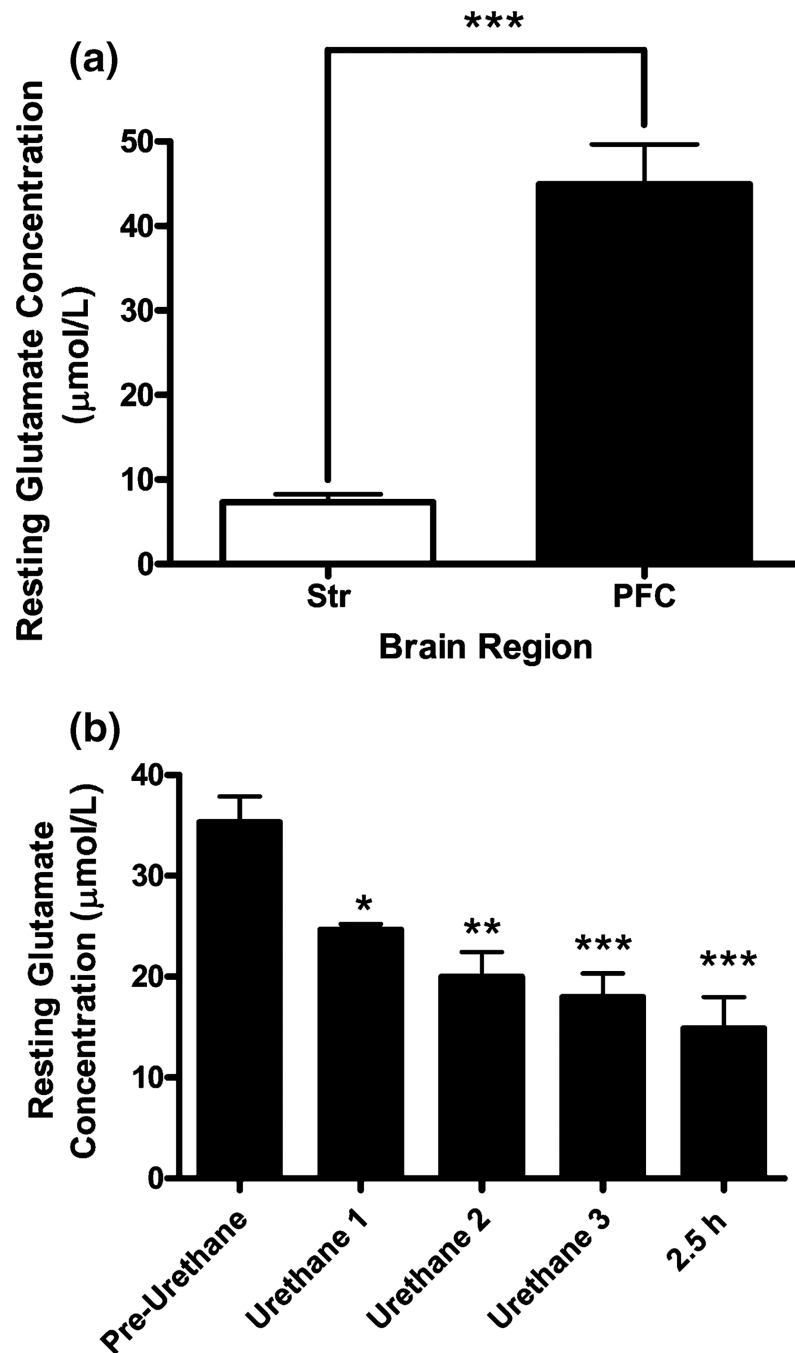 (a)
***
Resting Glutamate Concentration
(μmol/L)
50
40
30
20
10
0
Str
PFC
Brain Region
(b)
Resting Glutamate
Concentration (μmol/L)
40
30
20
10
0
*
**
***
***
Pre-Urethane
Urethane 1
Urethane 2
Urethane 3
2.5 h